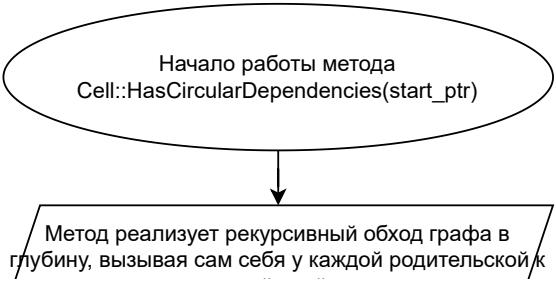 Начало работы метода
Cell::HasCircularDependencies(start_ptr)
Метод реализует рекурсивный обход графа в
глубину, вызывая сам себя у каждой родительской к